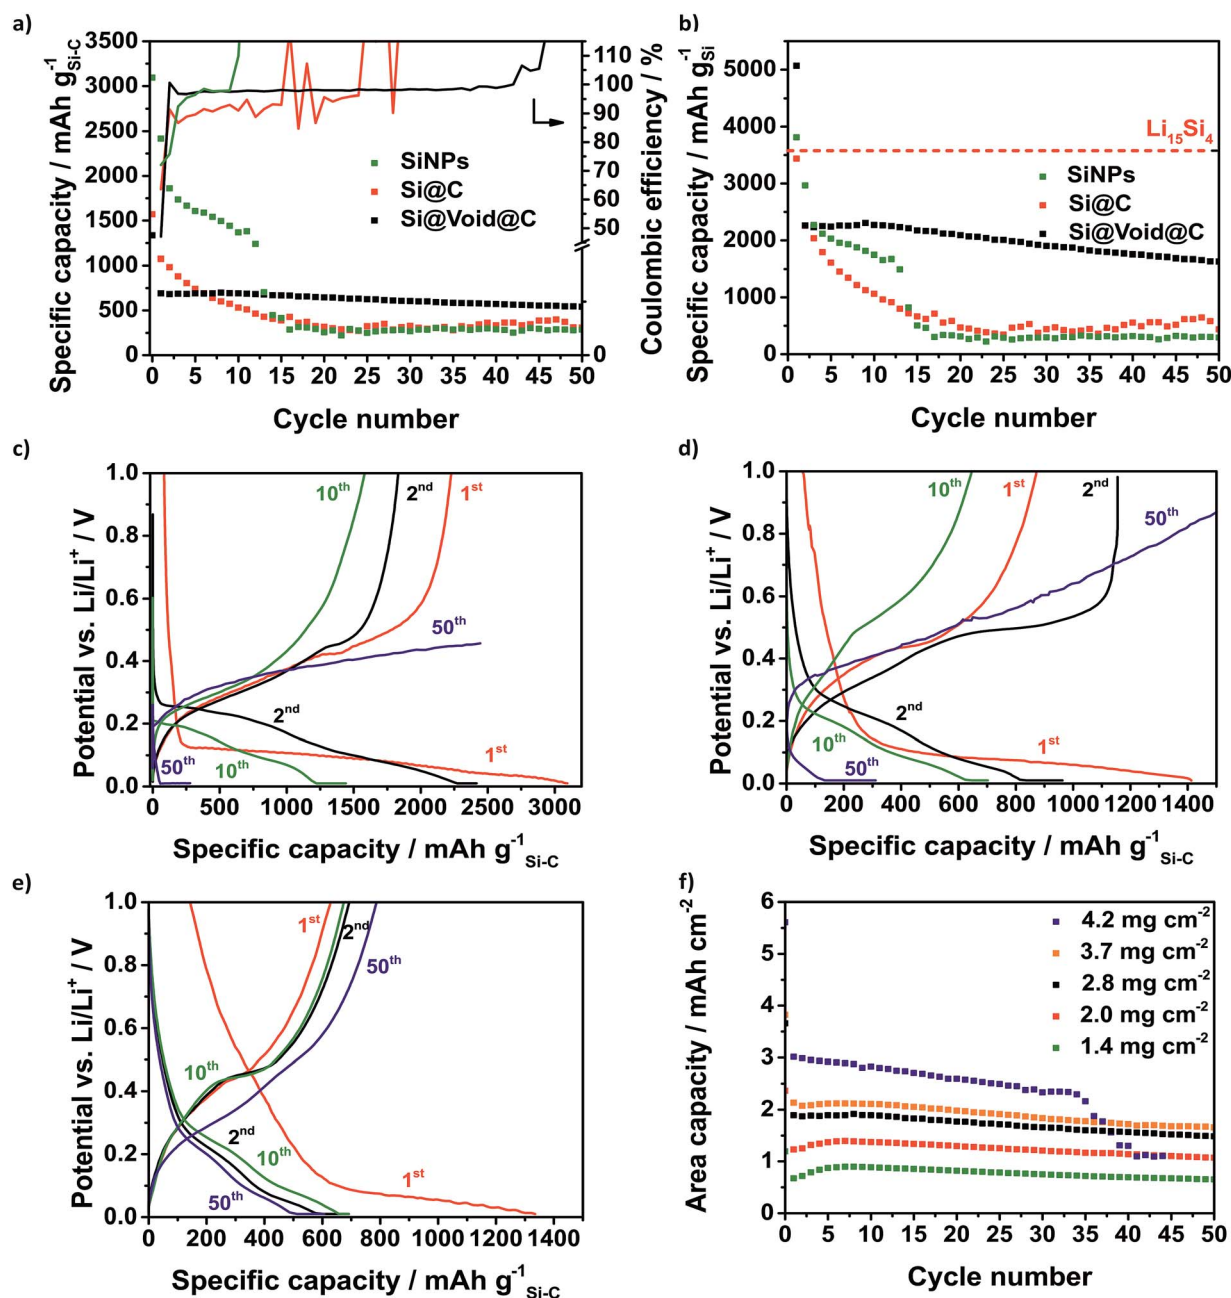 a)
Specific capacity / mAh g⁻¹Si-C
3500
3000
2500
2000
1500
1000
500
0
110
100
90
80
70
60
50
0
Coulombic efficiency / %
SiNPs
Si@C
Si@Void@C
0 5 10 15 20 25 30 35 40 45 50
Cycle number
b)
Specific capacity / mAh g⁻¹Si
5000
4000
3000
2000
1000
0
Li₁₅Si₄
SiNPs
Si@C
Si@Void@C
0 5 10 15 20 25 30 35 40 45 50
Cycle number
c)
Potential vs. Li/Li⁺ / V
1.0
0.8
0.6
0.4
0.2
0.0
10th
2nd
1st
50th
2nd
1st
10th
50th
0 500 1000 1500 2000 2500 3000
Specific capacity / mAh g⁻¹Si-C
d)
Potential vs. Li/Li⁺ / V
1.0
0.8
0.6
0.4
0.2
0.0
10th
1st
2nd
50th
2nd
1st
10th
50th
0 200 400 600 800 1000 1200 1400
Specific capacity / mAh g⁻¹Si-C
e)
Potential vs. Li/Li⁺ / V
1.0
0.8
0.6
0.4
0.2
0.0
1st
2nd
50th
10th
2nd
10th
1st
50th
0 200 400 600 800 1000 1200 1400
Specific capacity / mAh g⁻¹Si-C
f)
Area capacity / mAh cm⁻²
6
5
4
3
2
1
0
4.2 mg cm⁻²
3.7 mg cm⁻²
2.8 mg cm⁻²
2.0 mg cm⁻²
1.4 mg cm⁻²
0 5 10 15 20 25 30 35 40 45 50
Cycle number